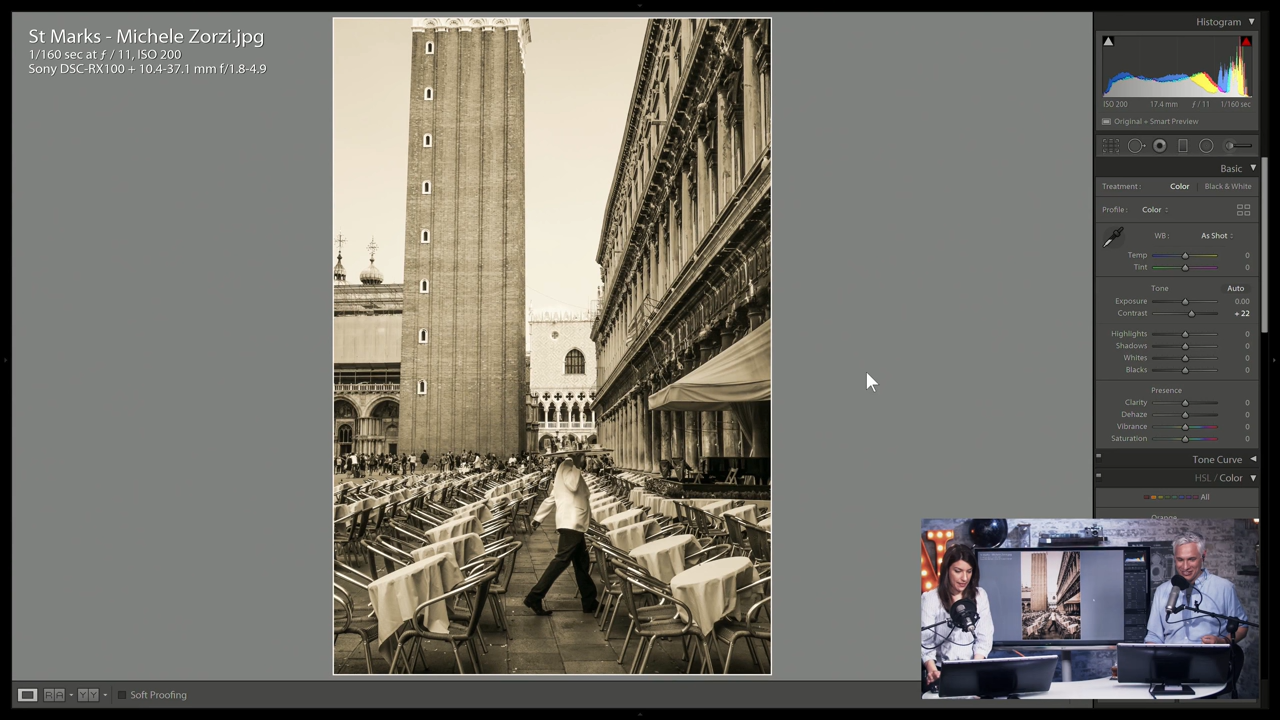 St Marks - Michele Zorzi.jpg
1/160 sec at ƒ / 11, ISO 200
Sony DSC-RX100 + 10.4-37.1 mm f/1.8-4.9
Histogram
ISO 200 17.4 mm ƒ / 11 1/160 sec
Original + Smart Preview
Basic
Treatment : Color Black & White
Profile : Color
WB : As Shot
Temp 0
Tint 0
Tone Auto
Exposure 0.00
Contrast + 22
Highlights 0
Shadows 0
Whites 0
Blacks 0
Presence
Clarity 0
Dehaze 0
Vibrance 0
Saturation 0
Tone Curve
HSL / Color
All
Orange
Soft Proofing